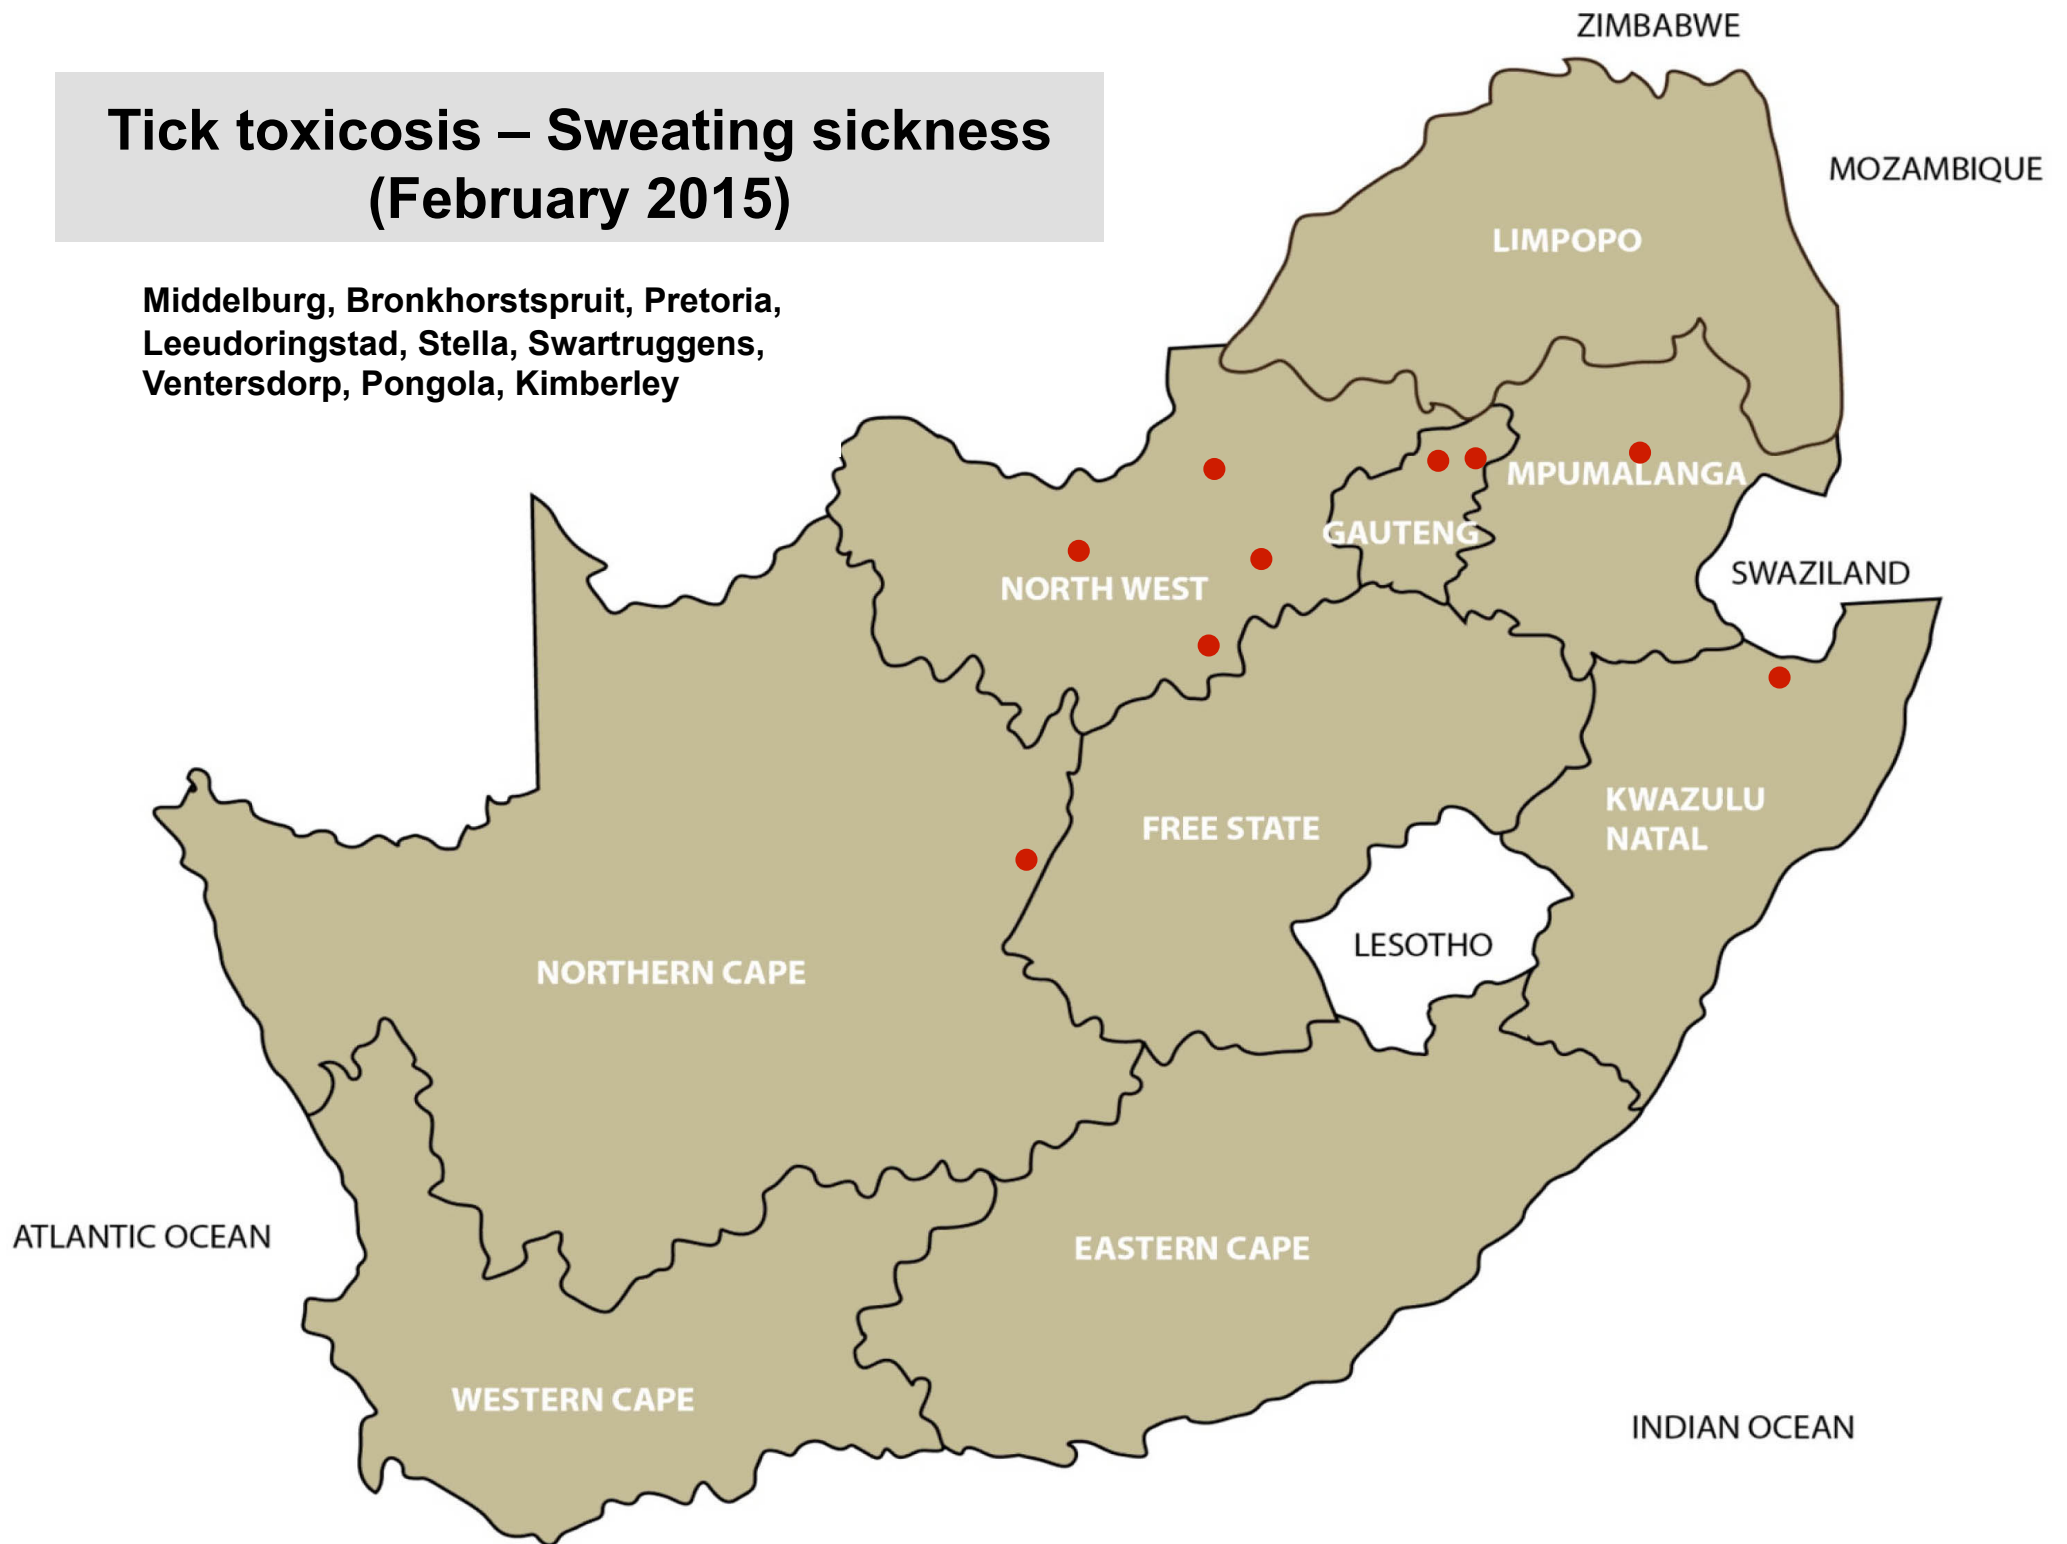 Tick toxicosis – Sweating sickness
(February 2015)
Middelburg, Bronkhorstspruit, Pretoria,
Leeudoringstad, Stella, Swartruggens,
Ventersdorp, Pongola, Kimberley
ZIMBABWE
MOZAMBIQUE
LIMPOPO
MPUMALANGA
GAUTENG
SWAZILAND
NORTH WEST
KWAZULU
NATAL
FREE STATE
LESOTHO
NORTHERN CAPE
ATLANTIC OCEAN
EASTERN CAPE
WESTERN CAPE
INDIAN OCEAN